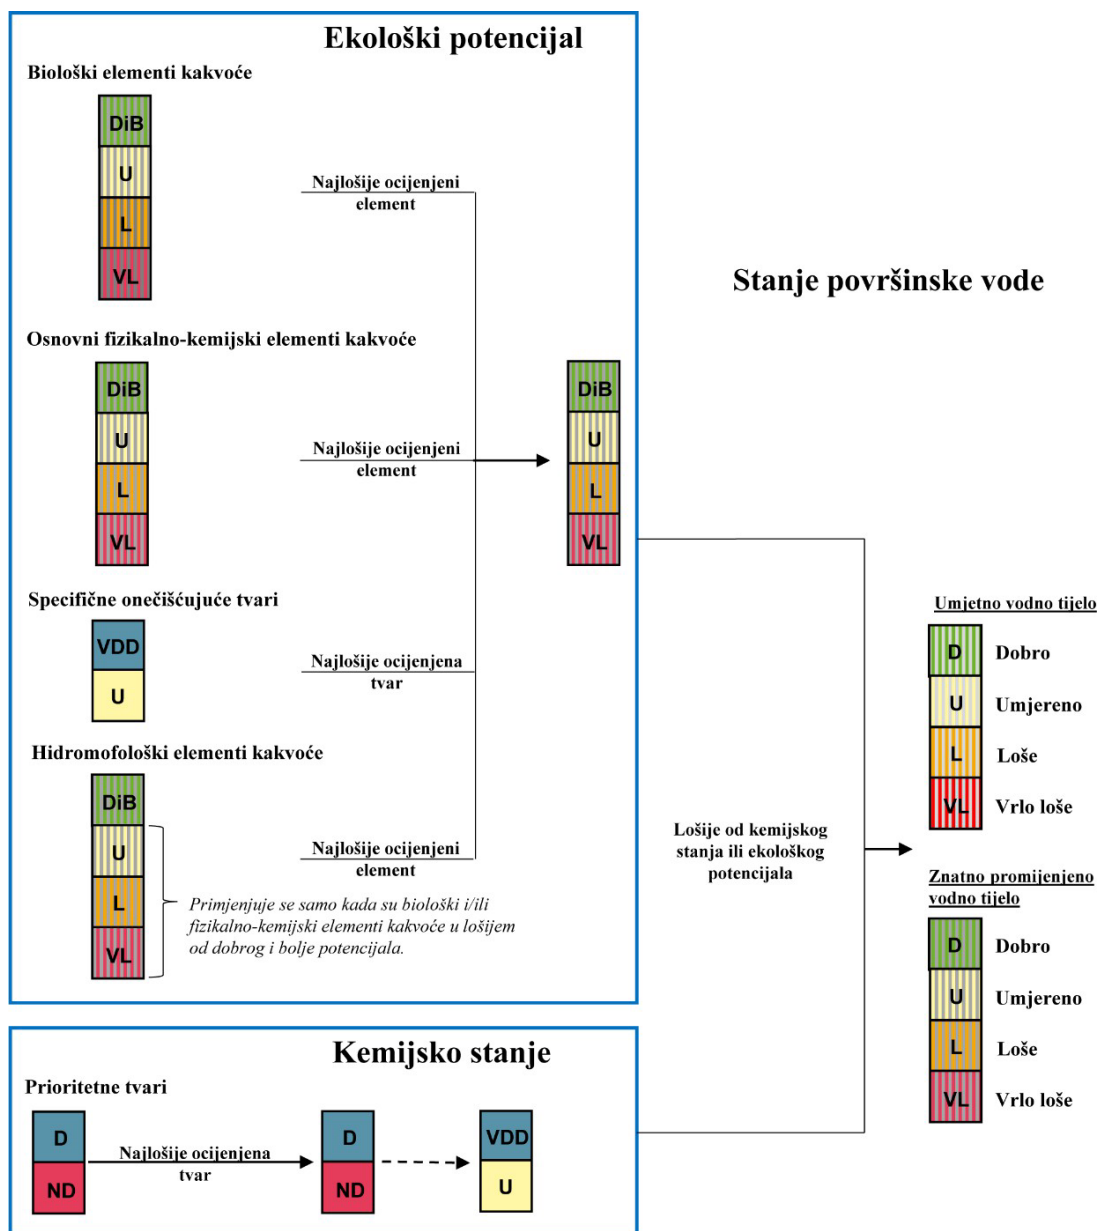 Ekološki potencijal
Biološki elementi kakvoće
DiB
U
L
VL
Najlošije ocijenjeni
element
Osnovni fizikalno-kemijski elementi kakvoće
DiB
U
L
VL
Najlošije ocijenjeni
element
DiB
U
L
VL
Specifične onečišćujuće tvari
VDD
U
Najlošije ocijenjena
tvar
Hidromofološki elementi kakvoće
DiB
U
L
VL
Najlošije ocijenjeni
element
Primjenjuje se samo kada su biološki i/ili
fizikalno-kemijski elementi kakvoće u lošijem
od dobrog i bolje potencijala.
Kemijsko stanje
Prioritetne tvari
D
ND
Najlošije ocijenjena
tvar
D
ND
VDD
U
Stanje površinske vode
Lošije od kemijskog
stanja ili ekološkog
potencijala
Umjetno vodno tijelo
D Dobro
U Umjereno
L Loše
VL Vrlo loše
Znatno promijenjeno
vodno tijelo
D Dobro
U Umjereno
L Loše
VL Vrlo loše